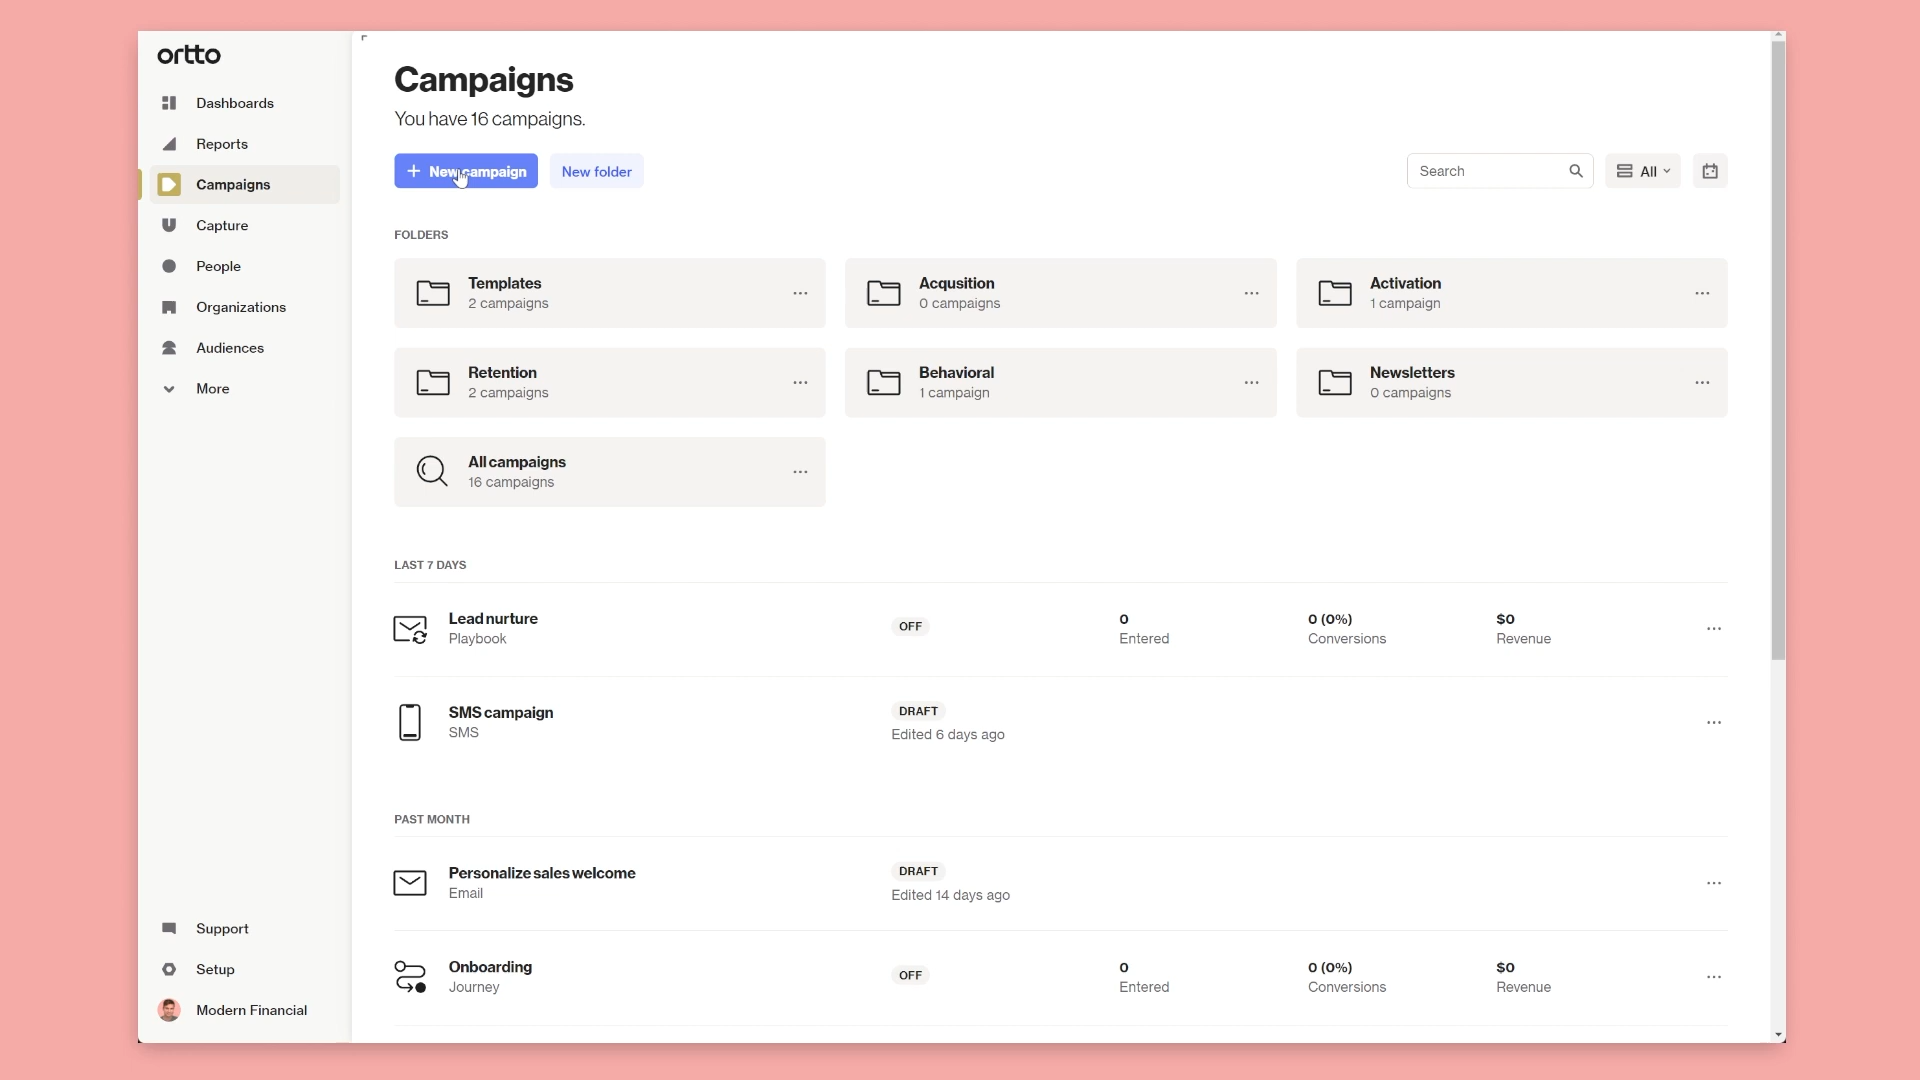 ortto
Dashboards
Reports
Campaigns
Capture
People
Organizations
Audiences
More
Support
Setup
Modern Financial
Campaigns
You have 16 campaigns.
New campaign
New folder
Search
All
FOLDERS
Templates
2 campaigns
Acqusition
0 campaigns
Activation
1 campaign
Retention
2 campaigns
Behavioral
1 campaign
Newsletters
0 campaigns
All campaigns
16 campaigns
LAST 7 DAYS
Lead nurture
Playbook
OFF
0
Entered
0 (0%)
Conversions
$0
Revenue
SMS campaign
SMS
DRAFT
Edited 6 days ago
PAST MONTH
Personalize sales welcome
Email
DRAFT
Edited 14 days ago
Onboarding
Journey
OFF
0
Entered
0 (0%)
Conversions
$0
Revenue